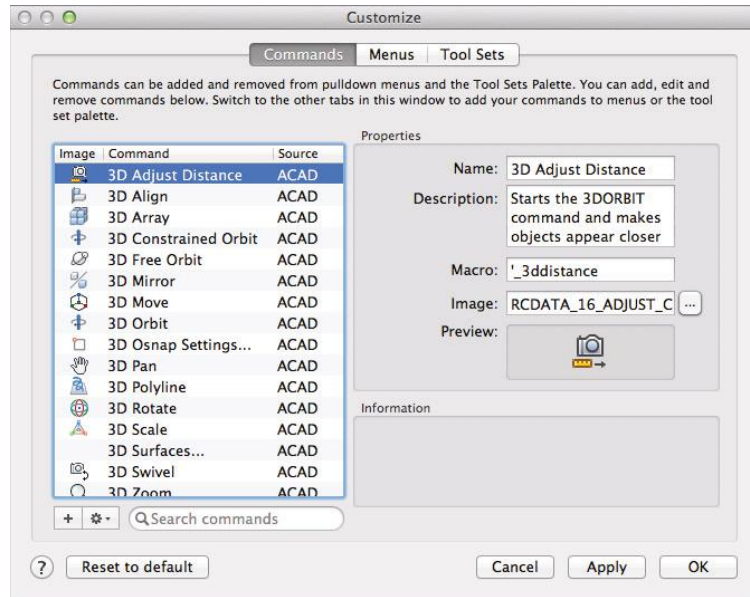 Customize
Commands Menus Tool Sets
Commands can be added and removed from pulldown menus and the Tool Sets Palette. You can add, edit and
remove commands below. Switch to the other tabs in this window to add your commands to menus or the tool
set palette.
Image Command Source
3D Adjust Distance ACAD
3D Align ACAD
3D Array ACAD
3D Constrained Orbit ACAD
3D Free Orbit ACAD
3D Mirror ACAD
3D Move ACAD
3D Orbit ACAD
3D Osnap Settings... ACAD
3D Pan ACAD
3D Polyline ACAD
3D Rotate ACAD
3D Scale ACAD
3D Surfaces... ACAD
3D Swivel ACAD
3D Zoom ACAD
+ Search commands
Properties
Name: 3D Adjust Distance
Description: Starts the 3DORBIT
command and makes
objects appear closer
Macro: '_3ddistance
Image: RCDATA_16_ADJUST_C ...
Preview:
Information
? Reset to default Cancel Apply OK